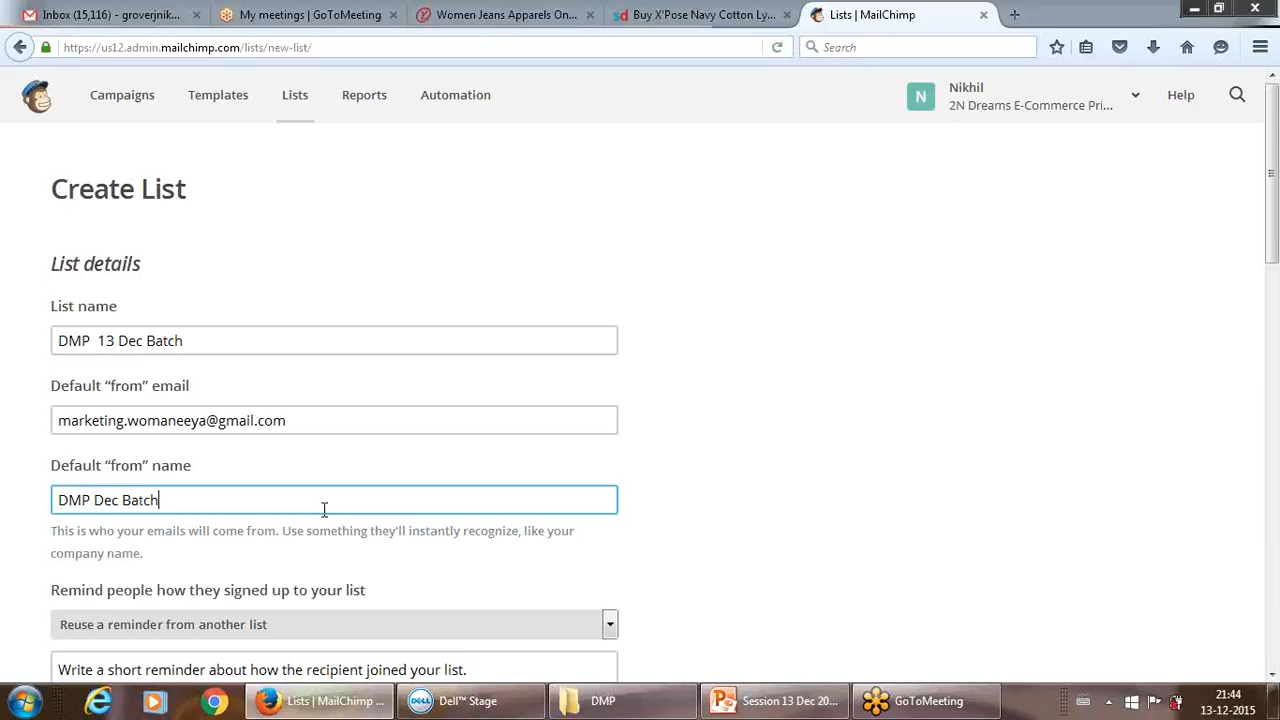 Inbox (15,116) - groverjnik...
My meetings | GoToMeeting
Women Jeans Apparels On...
Buy X'Pose Navy Cotton Ly...
Lists | MailChimp
https://us12.admin.mailchimp.com/lists/new-list/
Search
Campaigns
Templates
Lists
Reports
Automation
N
Nikhil
2N Dreams E-Commerce Pri...
Help
Create List
List details
List name
DMP  13 Dec Batch
Default “from” email
marketing.womaneeya@gmail.com
Default “from” name
DMP Dec Batch
This is who your emails will come from. Use something they'll instantly recognize, like your
company name.
Remind people how they signed up to your list
Reuse a reminder from another list
Write a short reminder about how the recipient joined your list.
Lists | MailChimp ...
DELL
Dell™ Stage
DMP
Session 13 Dec 20...
GoToMeeting
21:44
13-12-2015